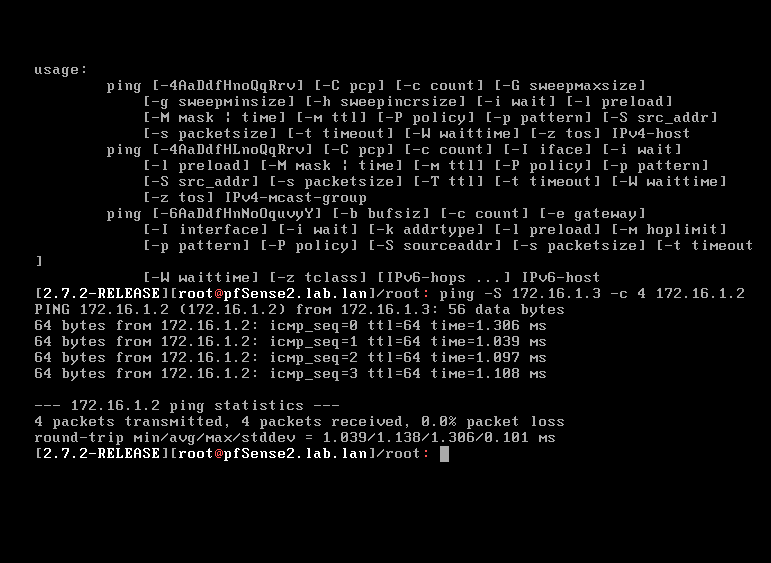 usage:
        ping [-4AaDdfHnoQqRrv] [-C pcp] [-c count] [-G sweepmaxsize]
            [-g sweepminsize] [-h sweepincrsize] [-i wait] [-l preload]
            [-M mask ¦ time] [-m ttl] [-P policy] [-p pattern] [-S src_addr]
            [-s packetsize] [-t timeout] [-W waittime] [-z tos] IPv4-host
        ping [-4AaDdfHLnoQqRrv] [-C pcp] [-c count] [-I iface] [-i wait]
            [-l preload] [-M mask ¦ time] [-m ttl] [-P policy] [-p pattern]
            [-S src_addr] [-s packetsize] [-T ttl] [-t timeout] [-W waittime]
            [-z tos] IPv4-mcast-group
        ping [-6AaDdfHnNoOquvyY] [-b bufsiz] [-c count] [-e gateway]
            [-I interface] [-i wait] [-k addrtype] [-l preload] [-m hoplimit]
            [-p pattern] [-P policy] [-S sourceaddr] [-s packetsize] [-t timeout
]
            [-W waittime] [-z tclass] [IPv6-hops ...] IPv6-host
[2.7.2-RELEASE][root@pfSense2.lab.lan]/root: ping -S 172.16.1.3 -c 4 172.16.1.2
PING 172.16.1.2 (172.16.1.2) from 172.16.1.3: 56 data bytes
64 bytes from 172.16.1.2: icmp_seq=0 ttl=64 time=1.306 ms
64 bytes from 172.16.1.2: icmp_seq=1 ttl=64 time=1.039 ms
64 bytes from 172.16.1.2: icmp_seq=2 ttl=64 time=1.097 ms
64 bytes from 172.16.1.2: icmp_seq=3 ttl=64 time=1.108 ms

--- 172.16.1.2 ping statistics ---
4 packets transmitted, 4 packets received, 0.0% packet loss
round-trip min/avg/max/stddev = 1.039/1.138/1.306/0.101 ms
[2.7.2-RELEASE][root@pfSense2.lab.lan]/root: